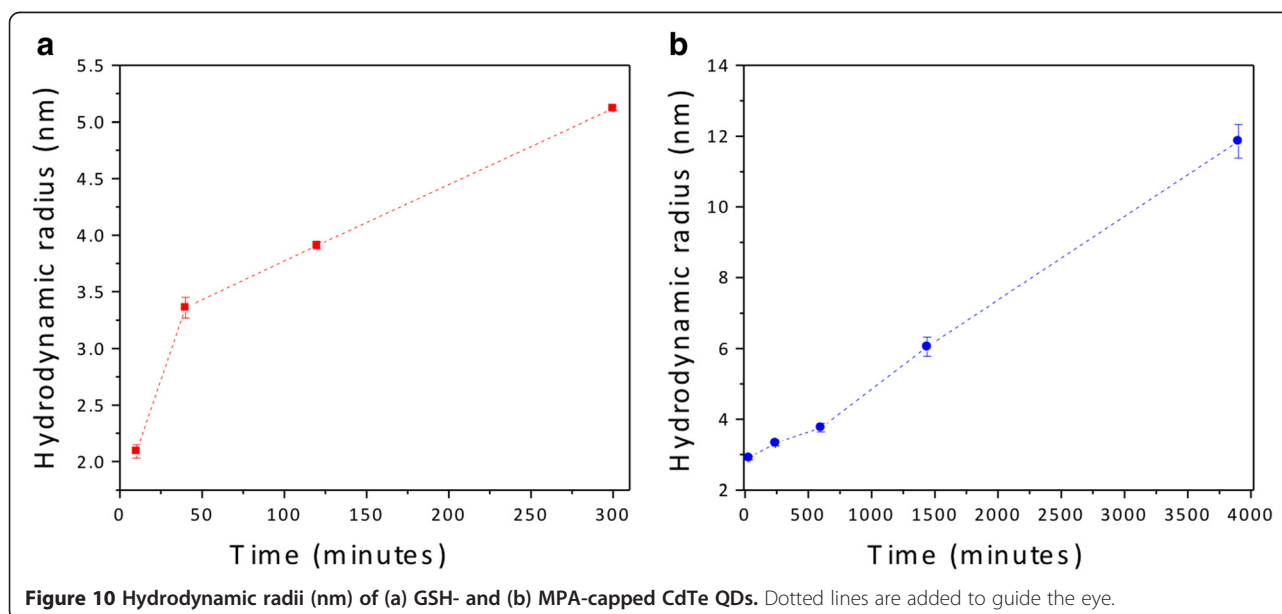 a
5.5
5.0
4.5
4.0
3.5
3.0
2.5
2.0
Hydrodynamic radius (nm)
0 50 100 150 200 250 300
Time (minutes)
b
14
12
10
8
6
4
2
Hydrodynamic radius (nm)
0 500 1000 1500 2000 2500 3000 3500 4000
Time (minutes)
Figure 10 Hydrodynamic radii (nm) of (a) GSH- and (b) MPA-capped CdTe QDs. Dotted lines are added to guide the eye.